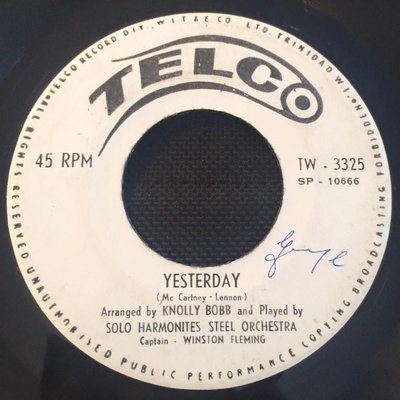 TELCO RECORD DIV., WIT & CO. LTD., TRINIDAD W.I.
TELCO
45 RPM
TW - 3325
SP - 10666
YESTERDAY
(Mc Cartney - Lennon)
Arranged by KNOLLY BOBB and Played by
SOLO HARMONITES STEEL ORCHESTRA
Captain - WINSTON FLEMING
ALL RIGHTS RESERVED UNAUTHORISED PUBLIC PERFORMANCE COPYING BROADCASTING FORBIDDEN